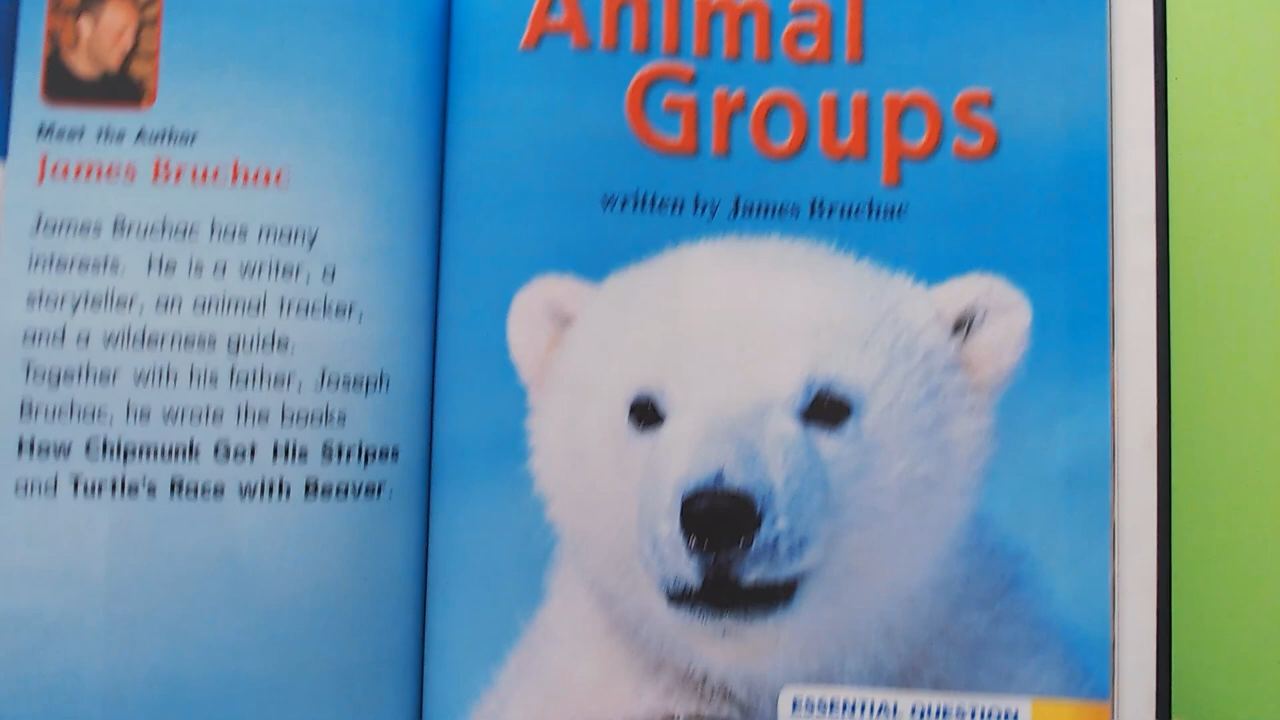 Meet the Author
James Bruchac
James Bruchac has many
interests. He is a writer, a
storyteller, an animal tracker,
and a wilderness guide.
Together with his father, Joseph
Bruchac, he wrote the books
How Chipmunk Got His Stripes
and Turtle's Race with Beaver.
Animal
Groups
written by James Bruchac
ESSENTIAL QUESTION